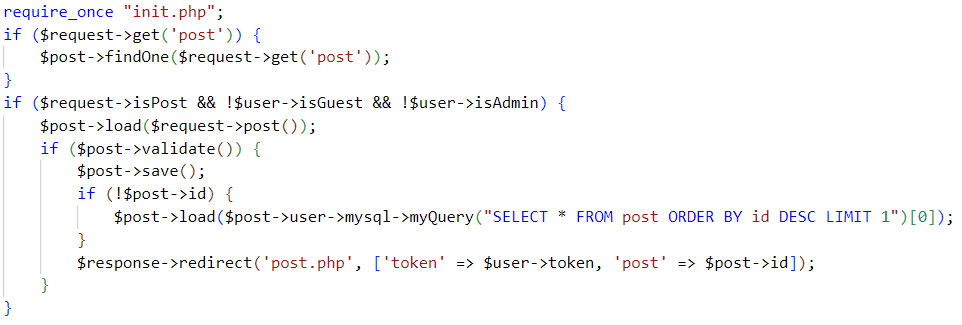 require_once "init.php";
if ($request->get('post')) {
    $post->findOne($request->get('post'));
}
if ($request->isPost && !$user->isGuest && !$user->isAdmin) {
    $post->load($request->post());
    if ($post->validate()) {
        $post->save();
        if (!$post->id) {
            $post->load($post->user->mysql->myQuery("SELECT * FROM post ORDER BY id DESC LIMIT 1")[0]);
        }
        $response->redirect('post.php', ['token' => $user->token, 'post' => $post->id]);
    }
}